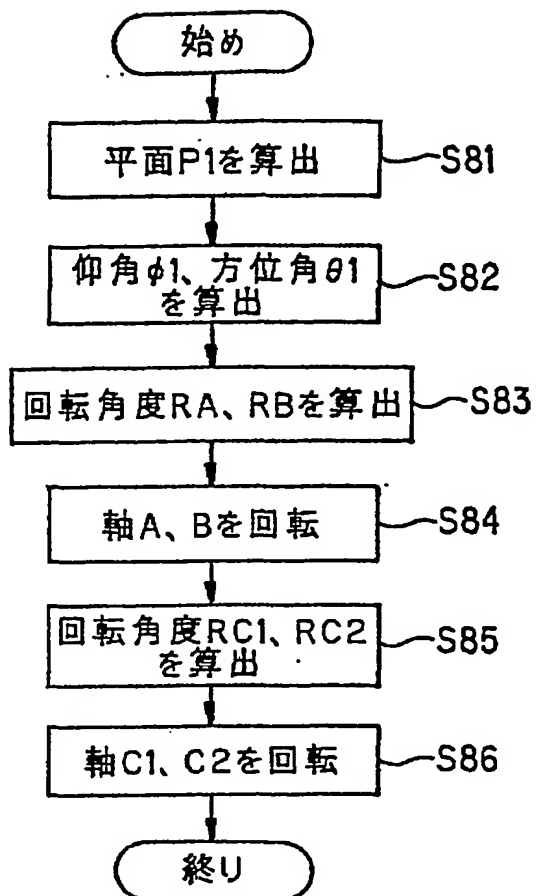 始め
平面P1を算出
S81
仰角φ1、方位角θ1
を算出
S82
回転角度RA、RBを算出
S83
軸A、Bを回転
S84
回転角度RC1、RC2
を算出
S85
軸C1、C2を回転
S86
終り